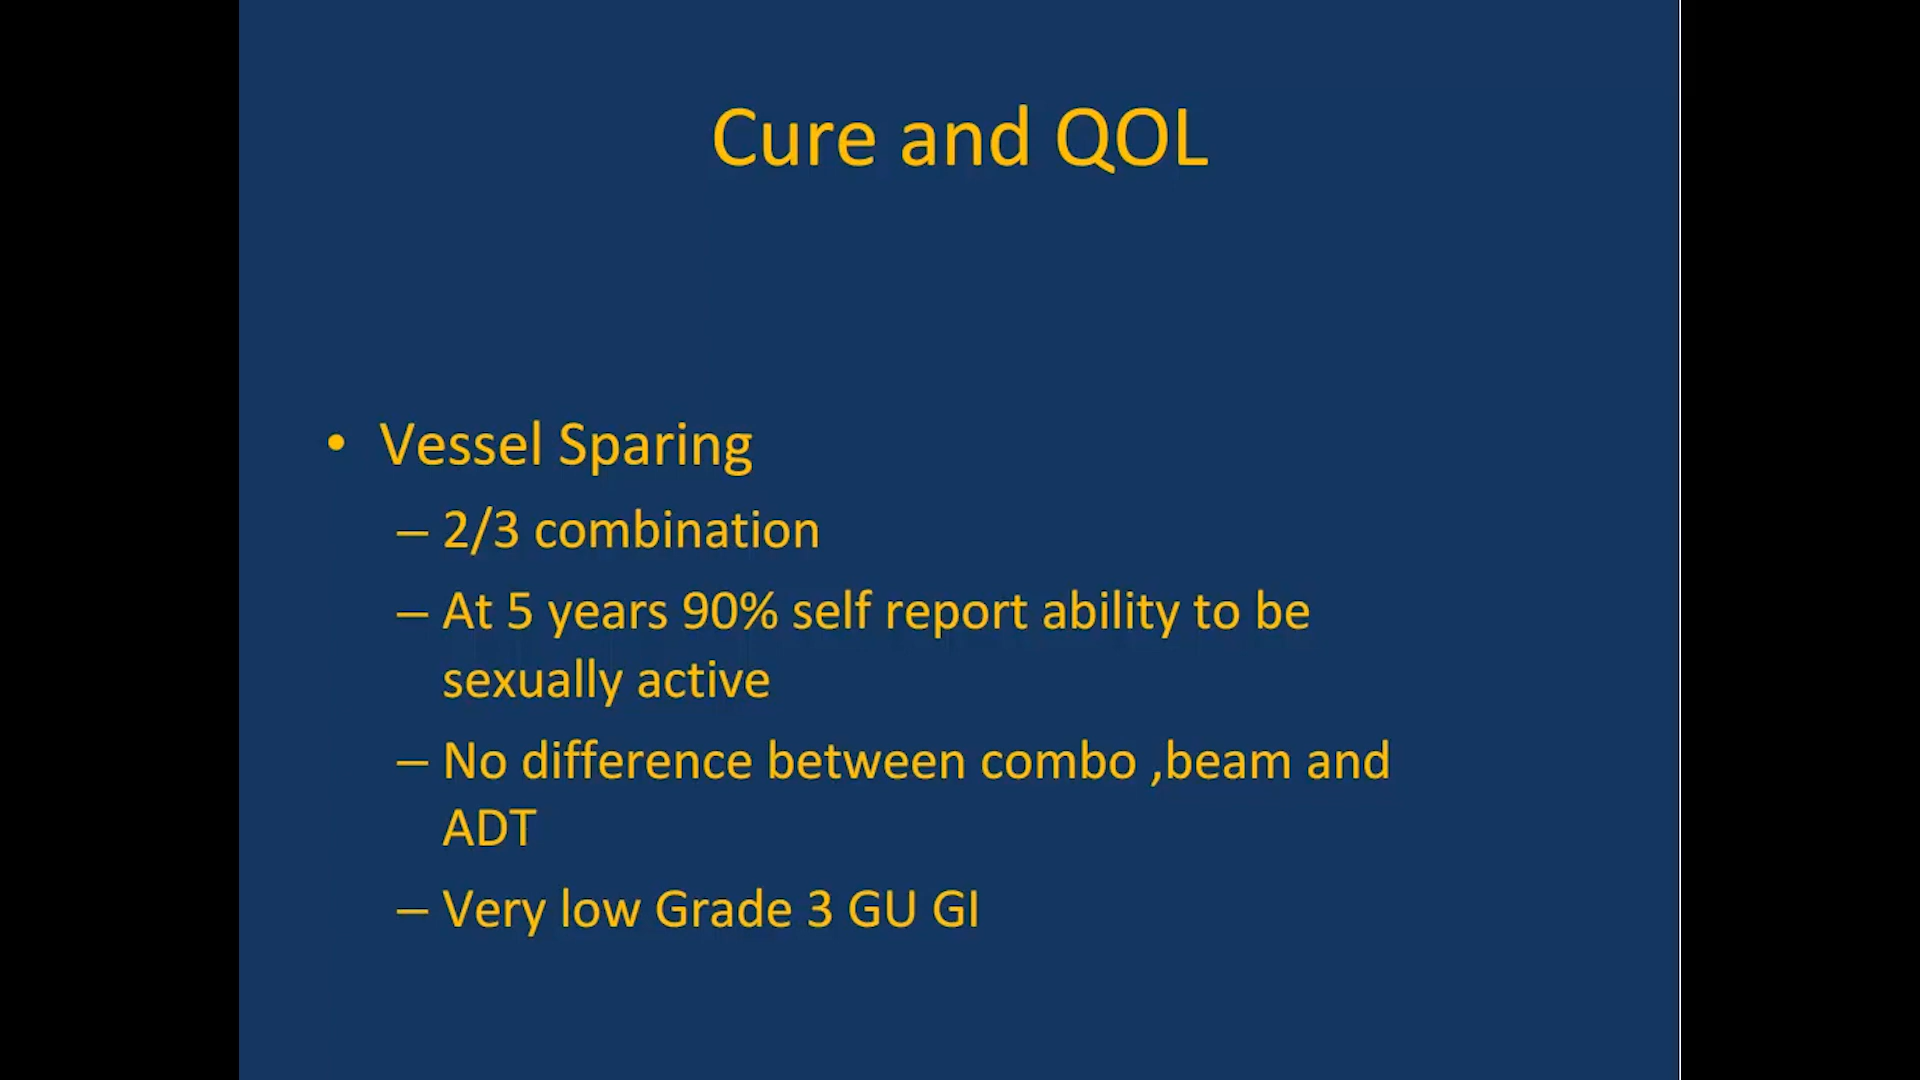 Cure and QOL
• Vessel Sparing
– 2/3 combination
– At 5 years 90% self report ability to be
sexually active
– No difference between combo ,beam and
ADT
– Very low Grade 3 GU GI